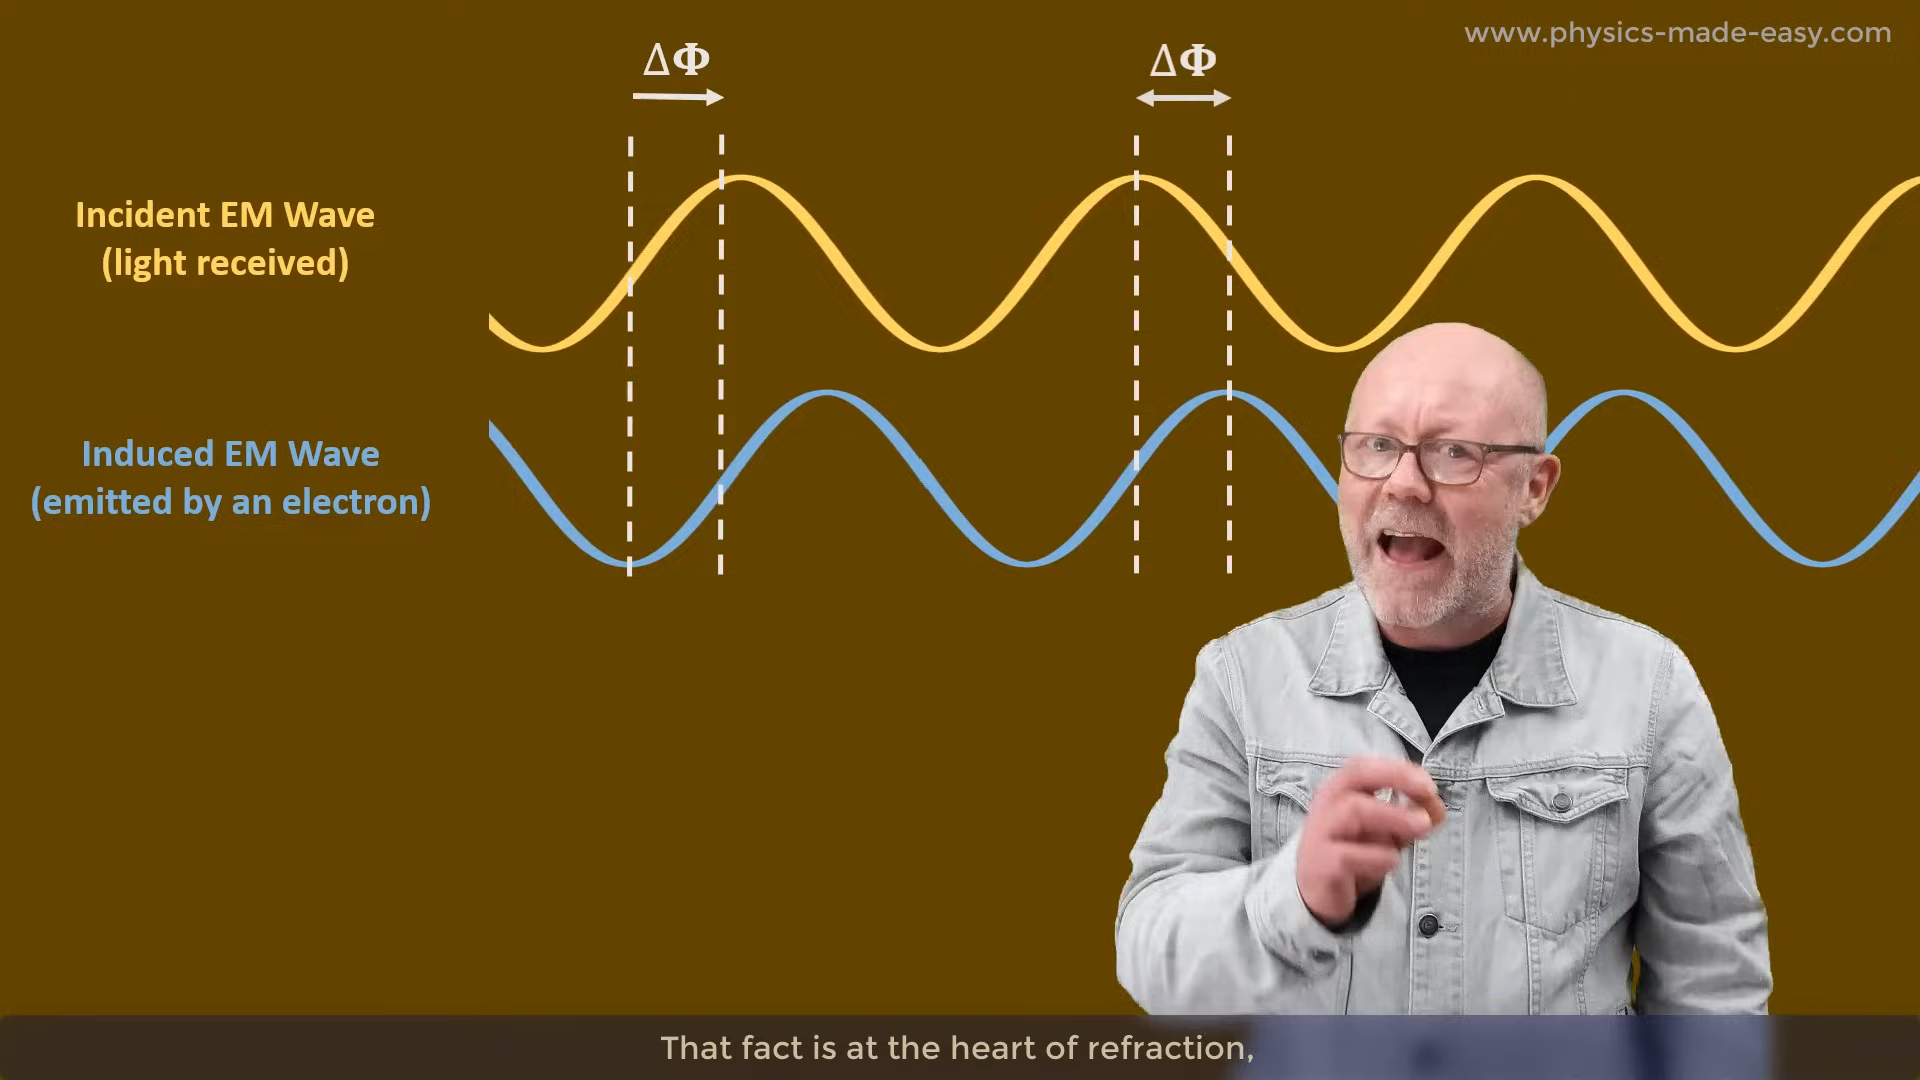 www.physics-made-easy.com
ΔΦ
ΔΦ
Incident EM Wave
(light received)
Induced EM Wave
(emitted by an electron)
That fact is at the heart of refraction,